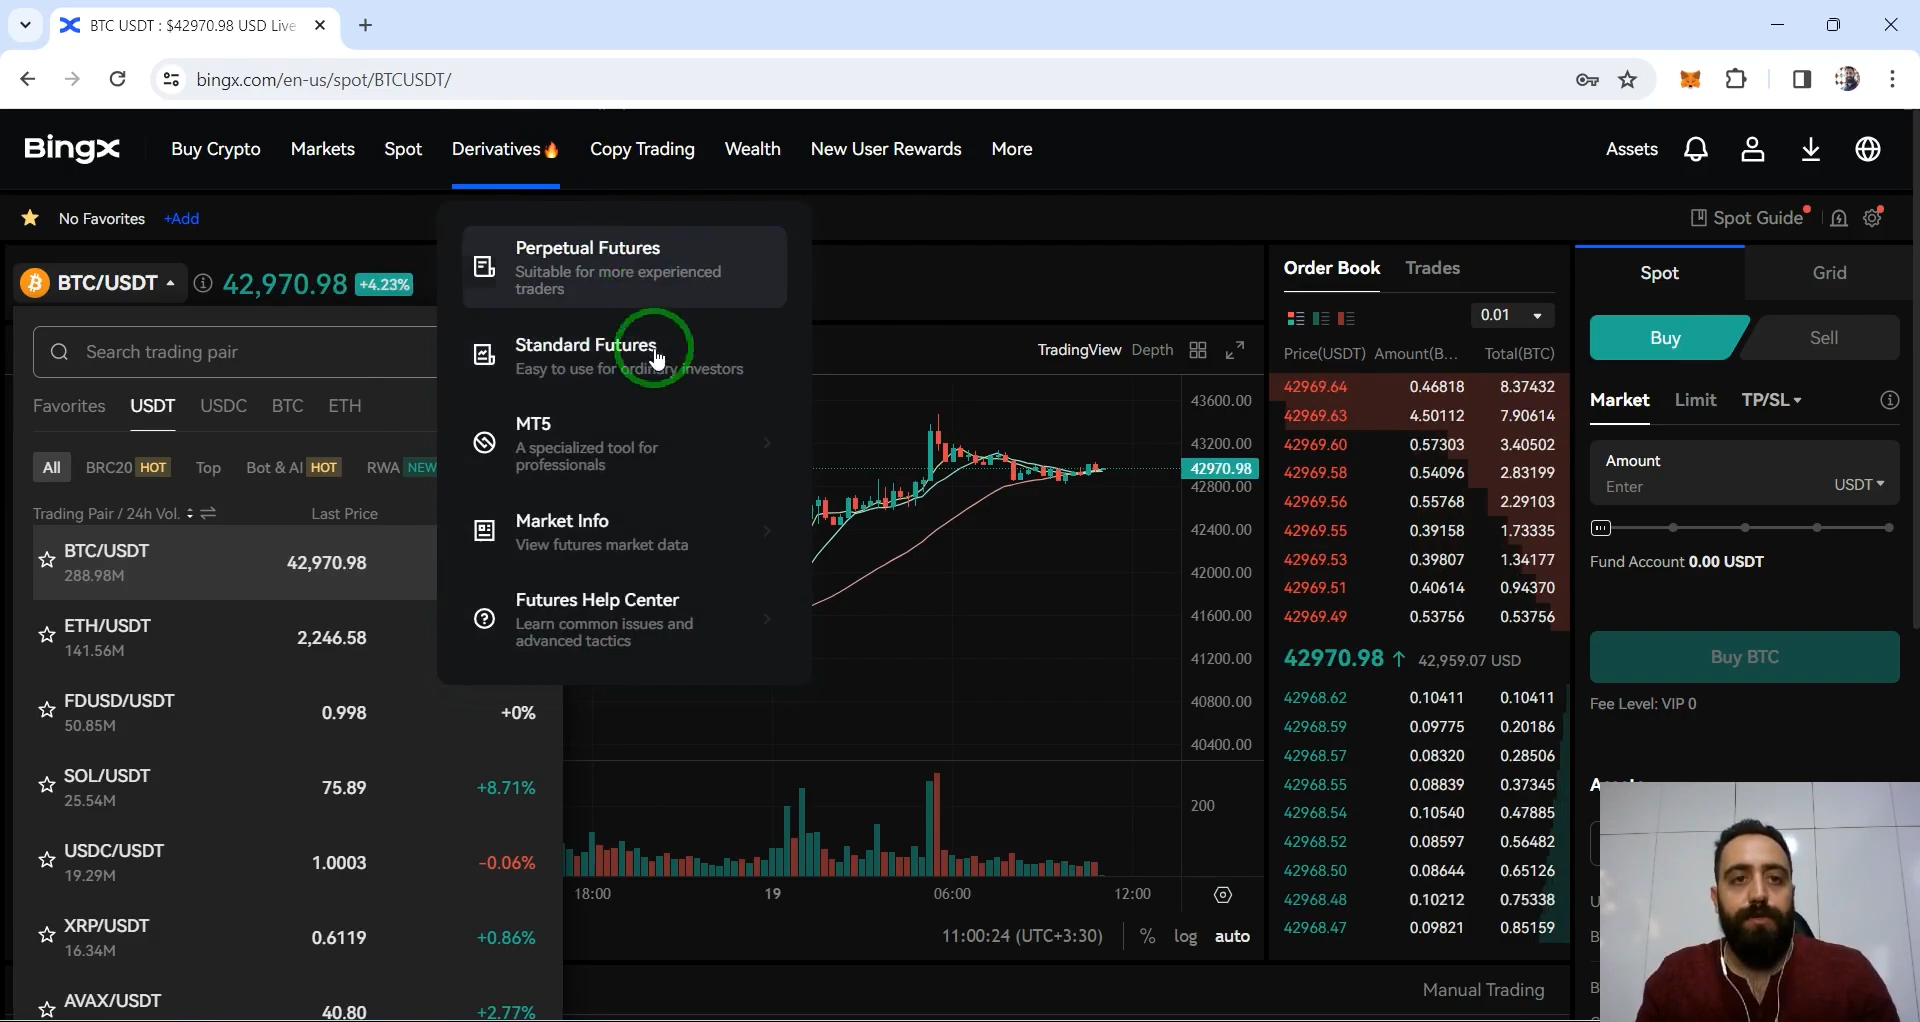 BTC USDT : $42970.98 USD Live
bingx.com/en-us/spot/BTCUSDT/
BingX
Buy Crypto
Markets
Spot
Derivatives
Copy Trading
Wealth
New User Rewards
More
Assets
No Favorites
+Add
Spot Guide
BTC/USDT
42,970.98
+4.23%
Search trading pair
Favorites
USDT
USDC
BTC
ETH
All
BRC20 HOT
Top
Bot & AI HOT
RWA NEW
Trading Pair / 24h Vol.
Last Price
BTC/USDT
288.98M
42,970.98
ETH/USDT
141.56M
2,246.58
FDUSD/USDT
50.85M
0.998
+0%
SOL/USDT
25.54M
75.89
+8.71%
USDC/USDT
19.29M
1.0003
-0.06%
XRP/USDT
16.34M
0.6119
+0.86%
AVAX/USDT
40.80
+2.77%
Perpetual Futures
Suitable for more experienced
traders
Standard Futures
Easy to use for ordinary investors
MT5
A specialized tool for
professionals
Market Info
View futures market data
Futures Help Center
Learn common issues and
advanced tactics
TradingView
Depth
43600.00
43200.00
42970.98
42800.00
42400.00
42000.00
41600.00
41200.00
40800.00
40400.00
200
18:00
19
06:00
12:00
11:00:24 (UTC+3:30)
%
log
auto
Order Book
Trades
0.01
Price(USDT) Amount(B... Total(BTC)
42969.64 0.46818 8.37432
42969.63 4.50112 7.90614
42969.60 0.57303 3.40502
42969.58 0.54096 2.83199
42969.56 0.55768 2.29103
42969.55 0.39158 1.73335
42969.53 0.39807 1.34177
42969.51 0.40614 0.94370
42969.49 0.53756 0.53756
42970.98↑ 42,959.07 USD
42968.62 0.10411 0.10411
42968.59 0.09775 0.20186
42968.57 0.08320 0.28506
42968.55 0.08839 0.37345
42968.54 0.10540 0.47885
42968.52 0.08597 0.56482
42968.50 0.08644 0.65126
42968.48 0.10212 0.75338
42968.47 0.09821 0.85159
Manual Trading
Spot
Grid
Buy
Sell
Market
Limit
TP/SL
Amount
Enter
USDT
Fund Account 0.00 USDT
Buy BTC
Fee Level: VIP 0